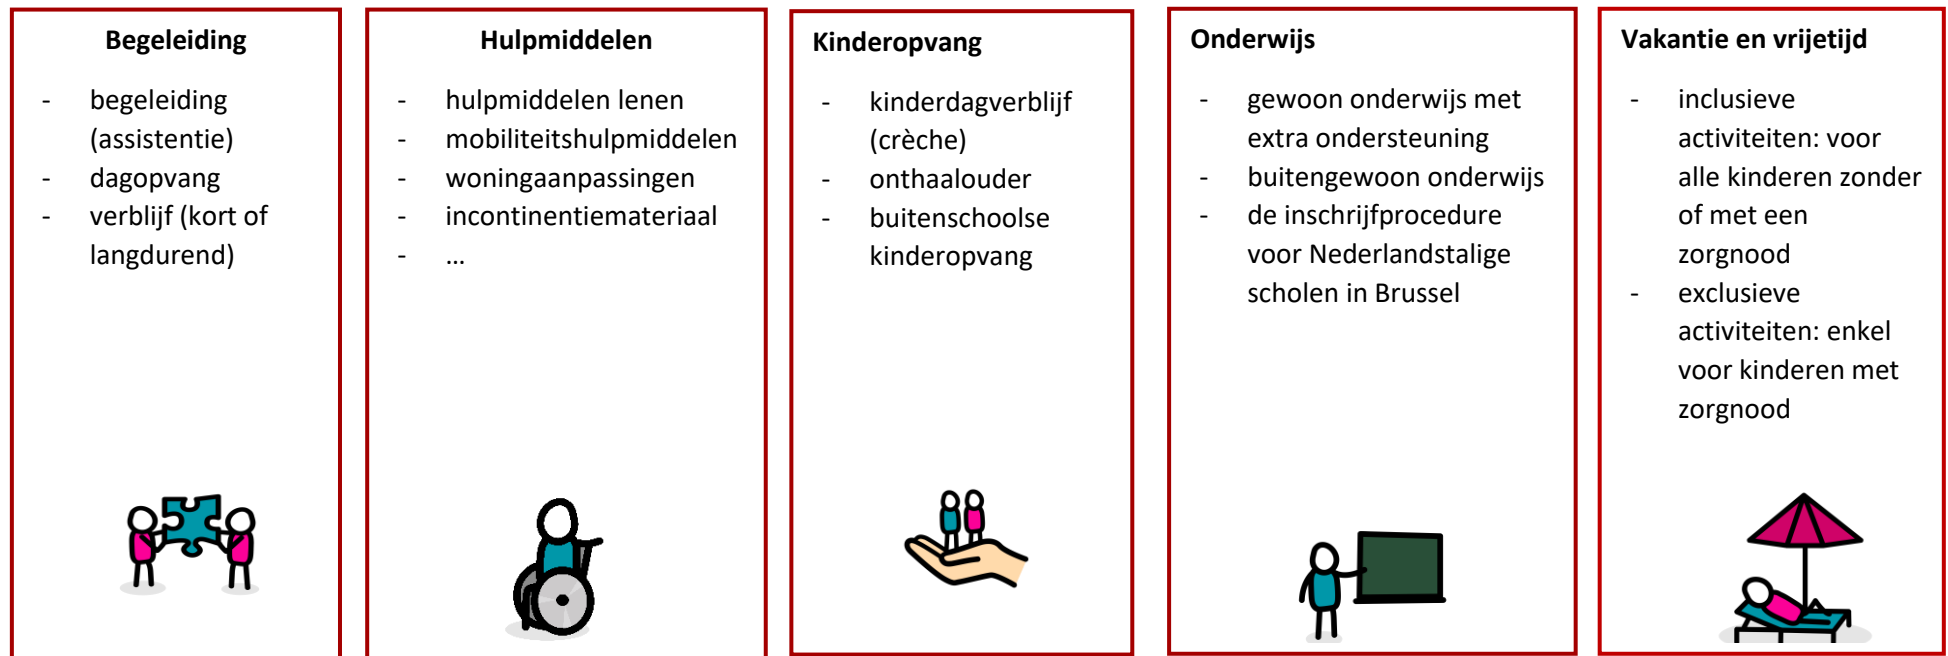 Begeleiding
- begeleiding
(assistentie)
- dagopvang
- verblijf (kort of
langdurend)
Hulpmiddelen
- hulpmiddelen lenen
- mobiliteitshulpmiddelen
- woningaanpassingen
- incontinentiemateriaal
- …
Kinderopvang
- kinderdagverblijf
(crèche)
- onthaalouder
- buitenschoolse
kinderopvang
Onderwijs
- gewoon onderwijs met
extra ondersteuning
- buitengewoon onderwijs
- de inschrijfprocedure
voor Nederlandstalige
scholen in Brussel
Vakantie en vrijetijd
- inclusieve
activiteiten: voor
alle kinderen zonder
of met een
zorgnood
- exclusieve
activiteiten: enkel
voor kinderen met
zorgnood